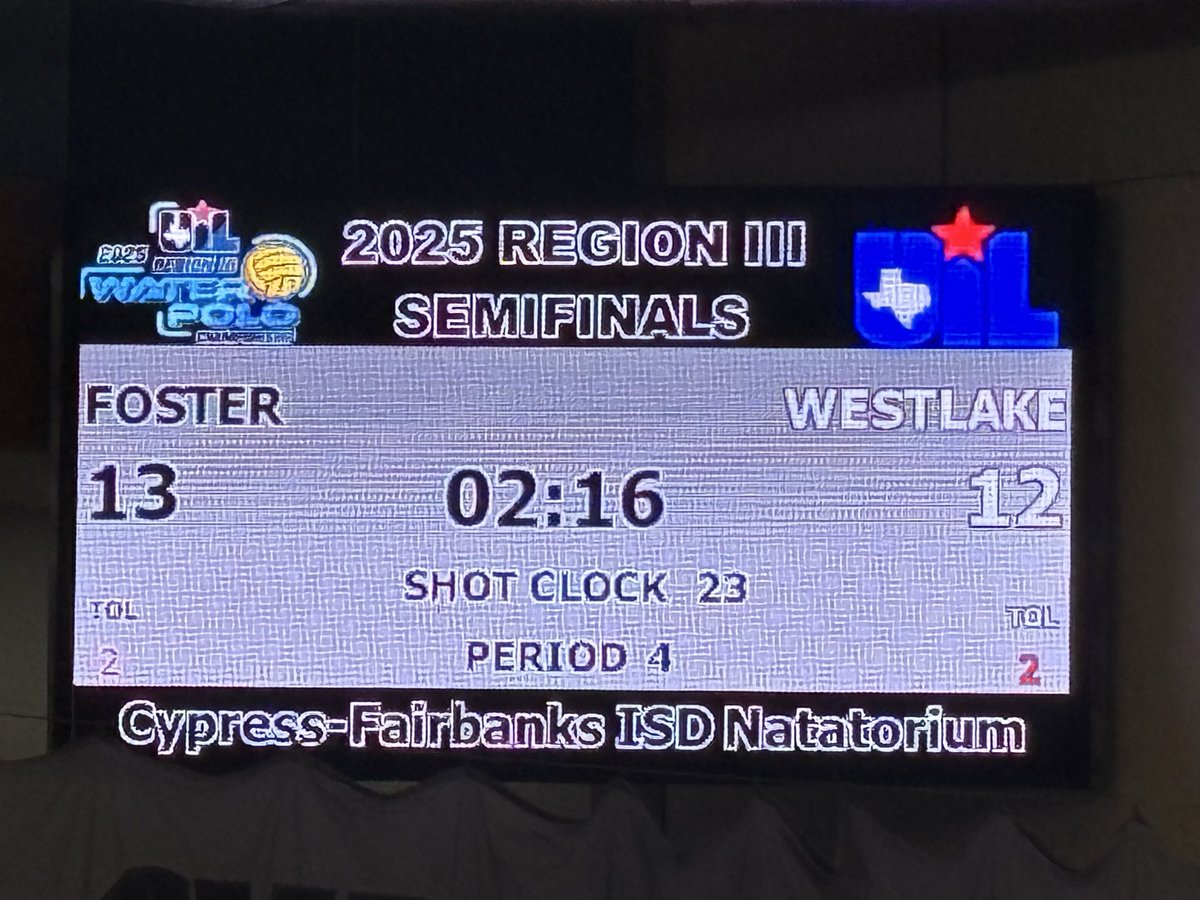 2025
UIL
WATER
POLO
2025 REGION III
SEMIFINALS
UIL
FOSTER
WESTLAKE
13
02:16
12
SHOT CLOCK 23
TOL
TOL
2
PERIOD 4
2
Cypress-Fairbanks ISD Natatorium